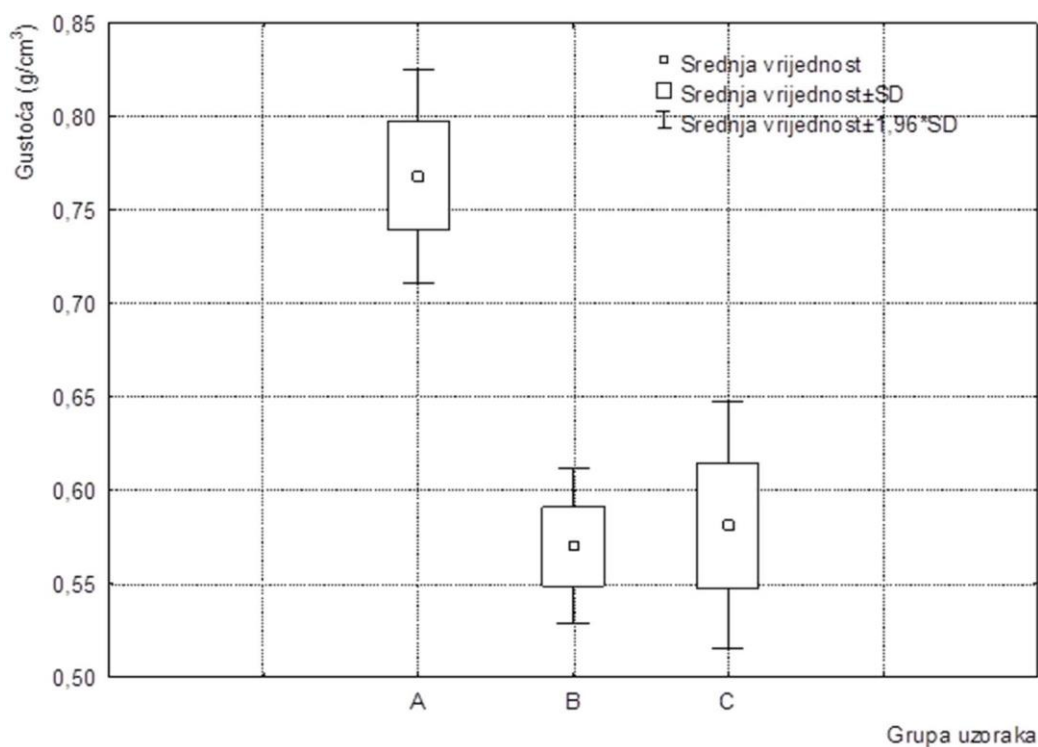 Gustoća (g/cm³)
0,85
0,80
0,75
0,70
0,65
0,60
0,55
0,50
Srednja vrijednost
Srednja vrijednost±SD
Srednja vrijednost±1,96*SD
A
B
C
Grupa uzoraka